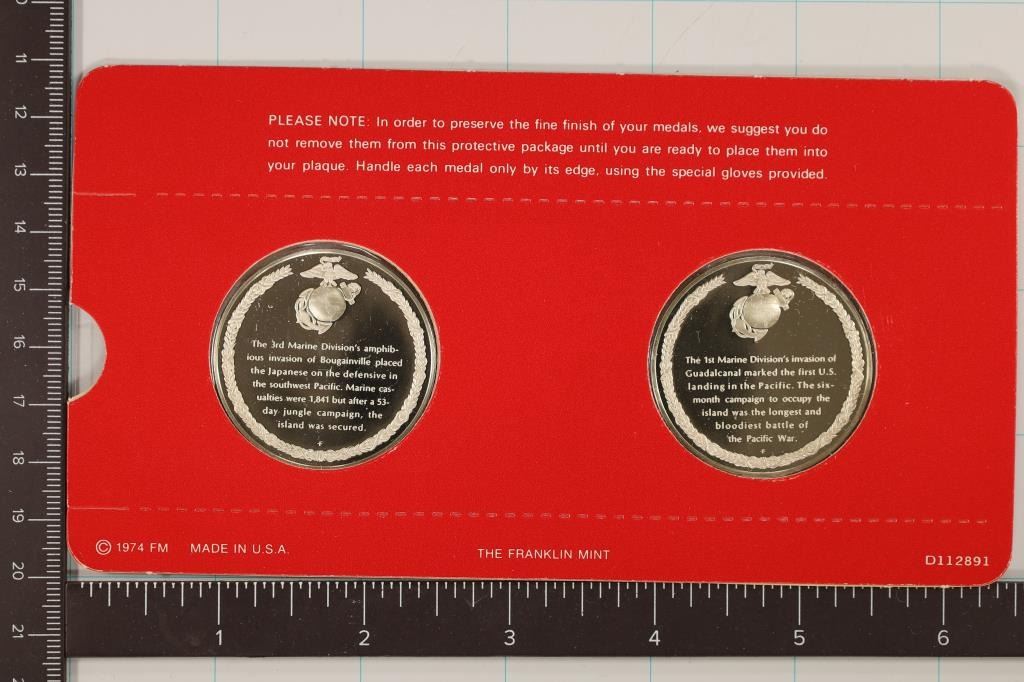 PLEASE NOTE: In order to preserve the fine finish of your medals, we suggest you do
not remove them from this protective package until you are ready to place them into
your plaque. Handle each medal only by its edge, using the special gloves provided.
The 3rd Marine Division's amphib-
ious invasion of Bougainville placed
the Japanese on the defensive in
the southwest Pacific. Marine cas-
ualties were 1,841 but after a 53-
day jungle campaign, the
island was secured.
The 1st Marine Division's invasion of
Guadalcanal marked the first U.S.
landing in the Pacific. The six-
month campaign to occupy the
island was the longest and
bloodiest battle of
the Pacific War.
© 1974 FM MADE IN U.S.A.
THE FRANKLIN MINT
D112891
11
12
13
14
15
16
17
18
19
20
21
1 2 3 4 5 6